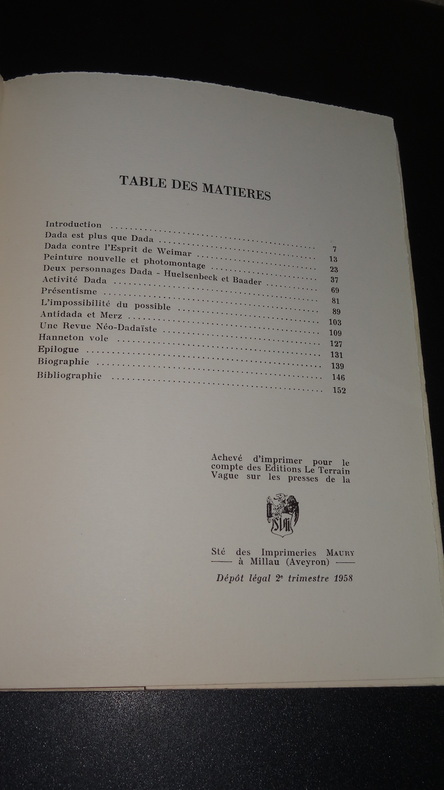 TABLE DES MATIERES
Introduction ........ 7
Dada est plus que Dada ........ 13
Dada contre l'Esprit de Weimar ........ 23
Peinture nouvelle et photomontage ........ 37
Deux personnages Dada - Huelsenbeck et Baader ........ 69
Activité Dada ........ 81
Présentisme ........ 89
L'impossibilité du possible ........ 103
Antidada et Merz ........ 109
Une Revue Néo-Dadaïste ........ 127
Hanneton vole ........ 131
Epilogue ........ 139
Biographie ........ 146
Bibliographie ........ 152
Achevé d'imprimer pour le
compte des Editions Le Terrain
Vague sur les presses de la
Sté des Imprimeries MAURY
— à Millau (Aveyron) —
Dépôt légal 2e trimestre 1958